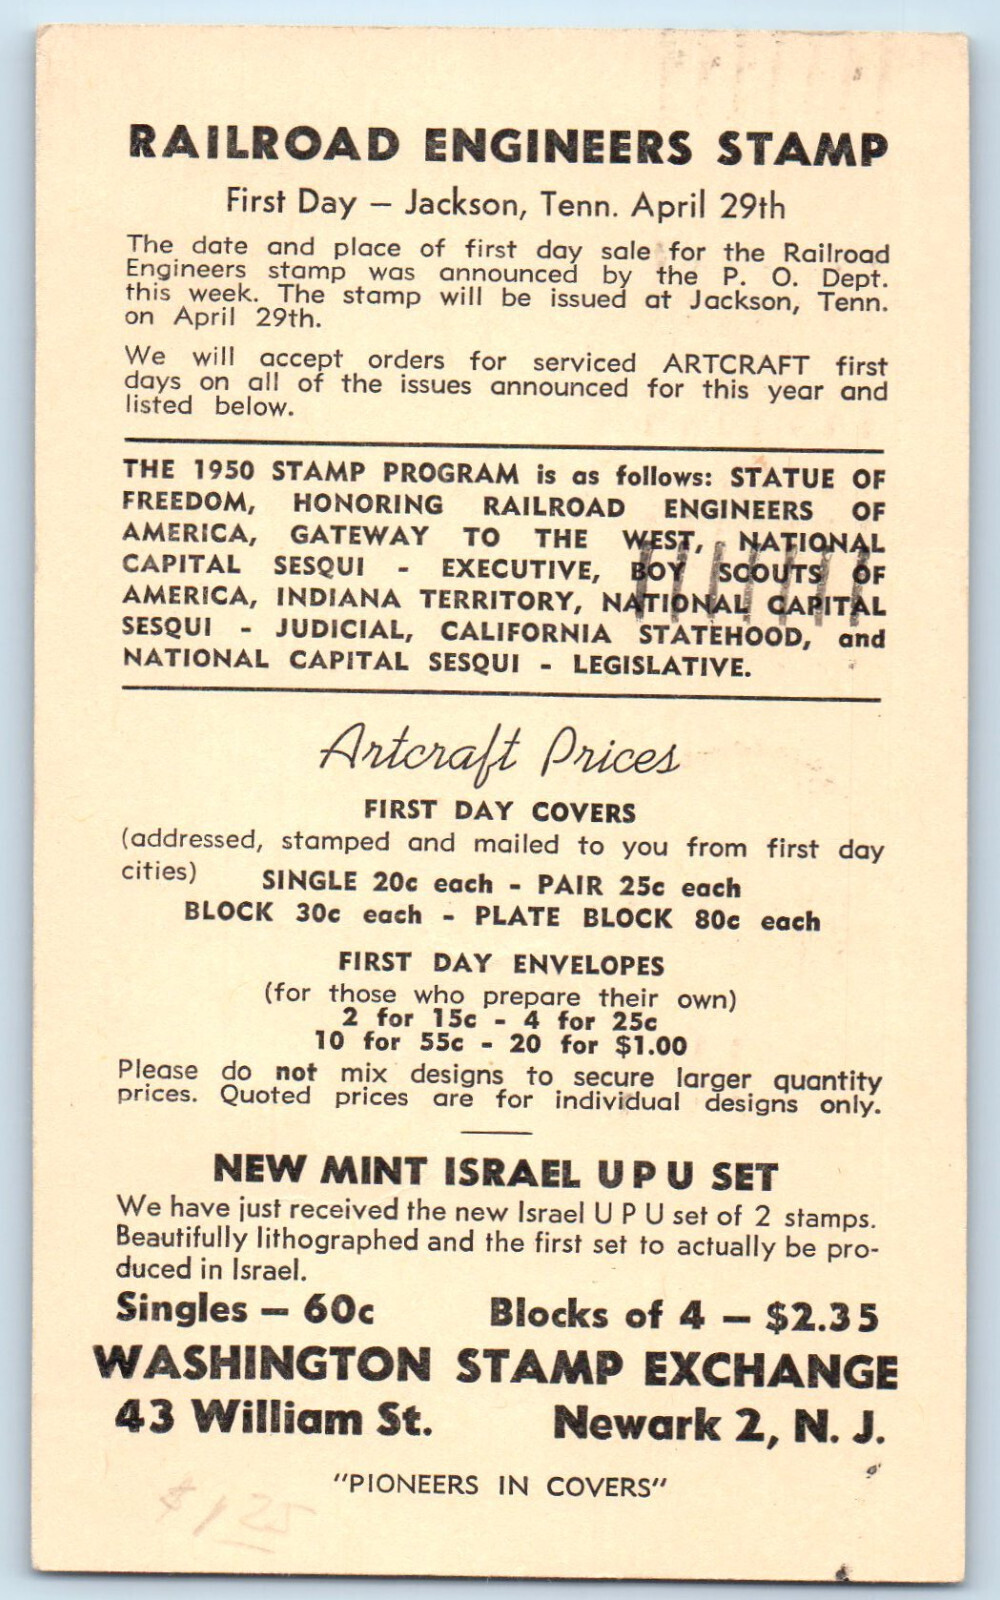 RAILROAD ENGINEERS STAMP
First Day — Jackson, Tenn. April 29th
The date and place of first day sale for the Railroad
Engineers stamp was announced by the P. O. Dept.
this week. The stamp will be issued at Jackson, Tenn.
on April 29th.
We will accept orders for serviced ARTCRAFT first
days on all of the issues announced for this year and
listed below.
THE 1950 STAMP PROGRAM is as follows: STATUE OF
FREEDOM, HONORING RAILROAD ENGINEERS OF
AMERICA, GATEWAY TO THE WEST, NATIONAL
CAPITAL SESQUI - EXECUTIVE, BOY SCOUTS OF
AMERICA, INDIANA TERRITORY, NATIONAL CAPITAL
SESQUI - JUDICIAL, CALIFORNIA STATEHOOD, and
NATIONAL CAPITAL SESQUI - LEGISLATIVE.
Artcraft Prices
FIRST DAY COVERS
(addressed, stamped and mailed to you from first day
cities) SINGLE 20c each - PAIR 25c each
BLOCK 30c each - PLATE BLOCK 80c each
FIRST DAY ENVELOPES
(for those who prepare their own)
2 for 15c - 4 for 25c
10 for 55c - 20 for $1.00
Please do not mix designs to secure larger quantity
prices. Quoted prices are for individual designs only.
NEW MINT ISRAEL U P U SET
We have just received the new Israel U P U set of 2 stamps.
Beautifully lithographed and the first set to actually be pro-
duced in Israel.
Singles — 60c Blocks of 4 — $2.35
WASHINGTON STAMP EXCHANGE
43 William St. Newark 2, N. J.
"PIONEERS IN COVERS"
$1.25